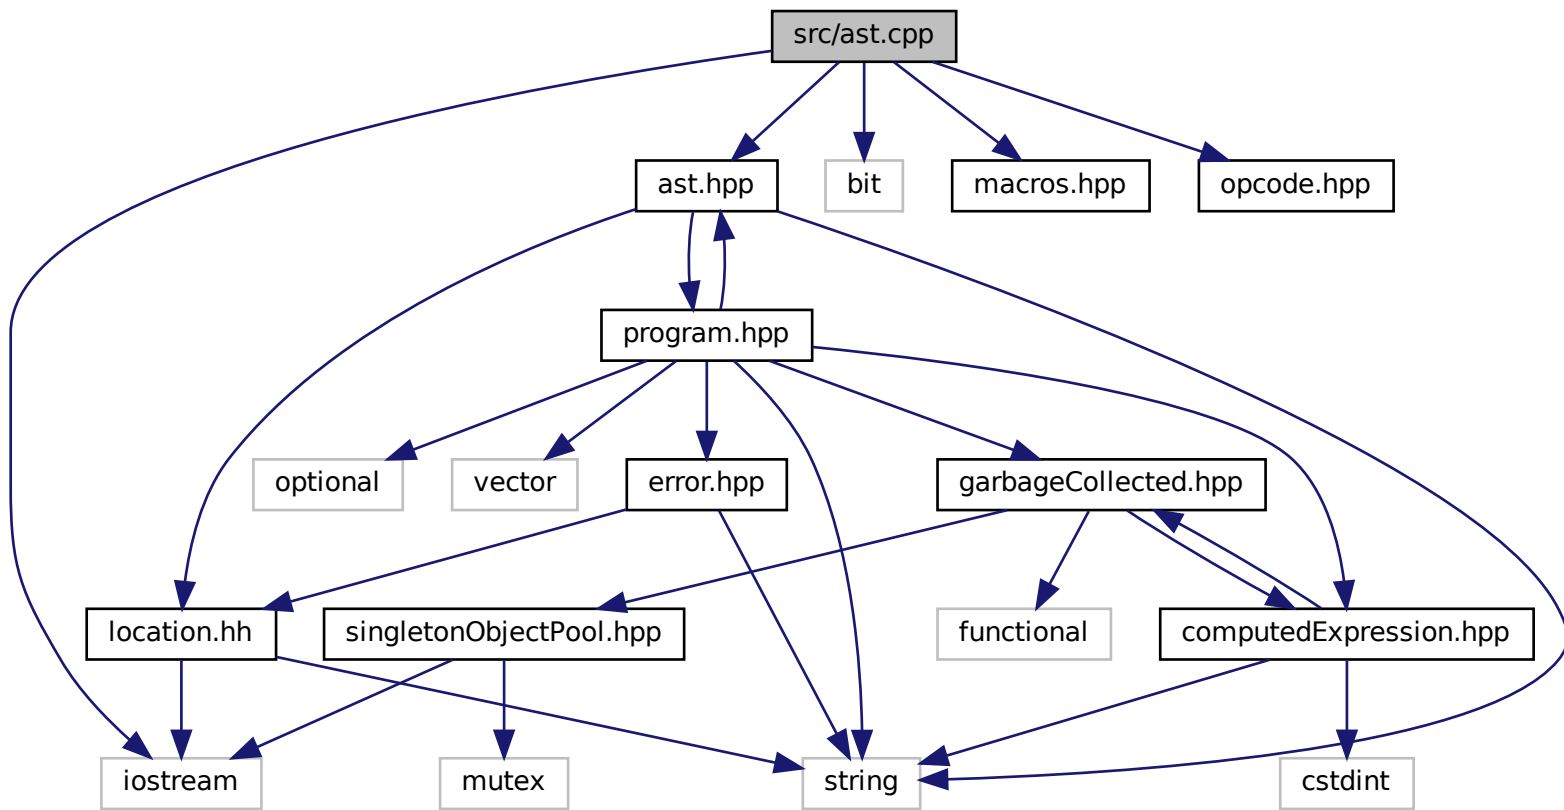 src/ast.cpp
ast.hpp
bit
macros.hpp
opcode.hpp
program.hpp
optional
vector
error.hpp
garbageCollected.hpp
location.hh
singletonObjectPool.hpp
functional
computedExpression.hpp
iostream
mutex
string
cstdint